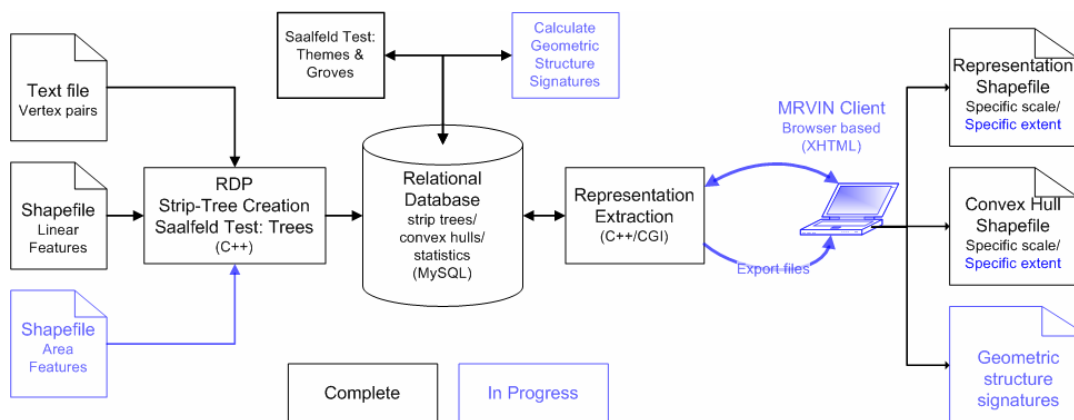 Text file
Vertex pairs
Shapefile
Linear
Features
Shapefile
Area
Features
RDP
Strip-Tree Creation
Saalfeld Test: Trees
(C++)
Saalfeld Test:
Themes &
Groves
Calculate
Geometric
Structure
Signatures
Relational
Database
strip trees/
convex hulls/
statistics
(MySQL)
Representation
Extraction
(C++/CGI)
MRVIN Client
Browser based
(XHTML)
Export files
Representation
Shapefile
Specific scale/
Specific extent
Convex Hull
Shapefile
Specific scale/
Specific extent
Geometric
structure
signatures
Complete
In Progress